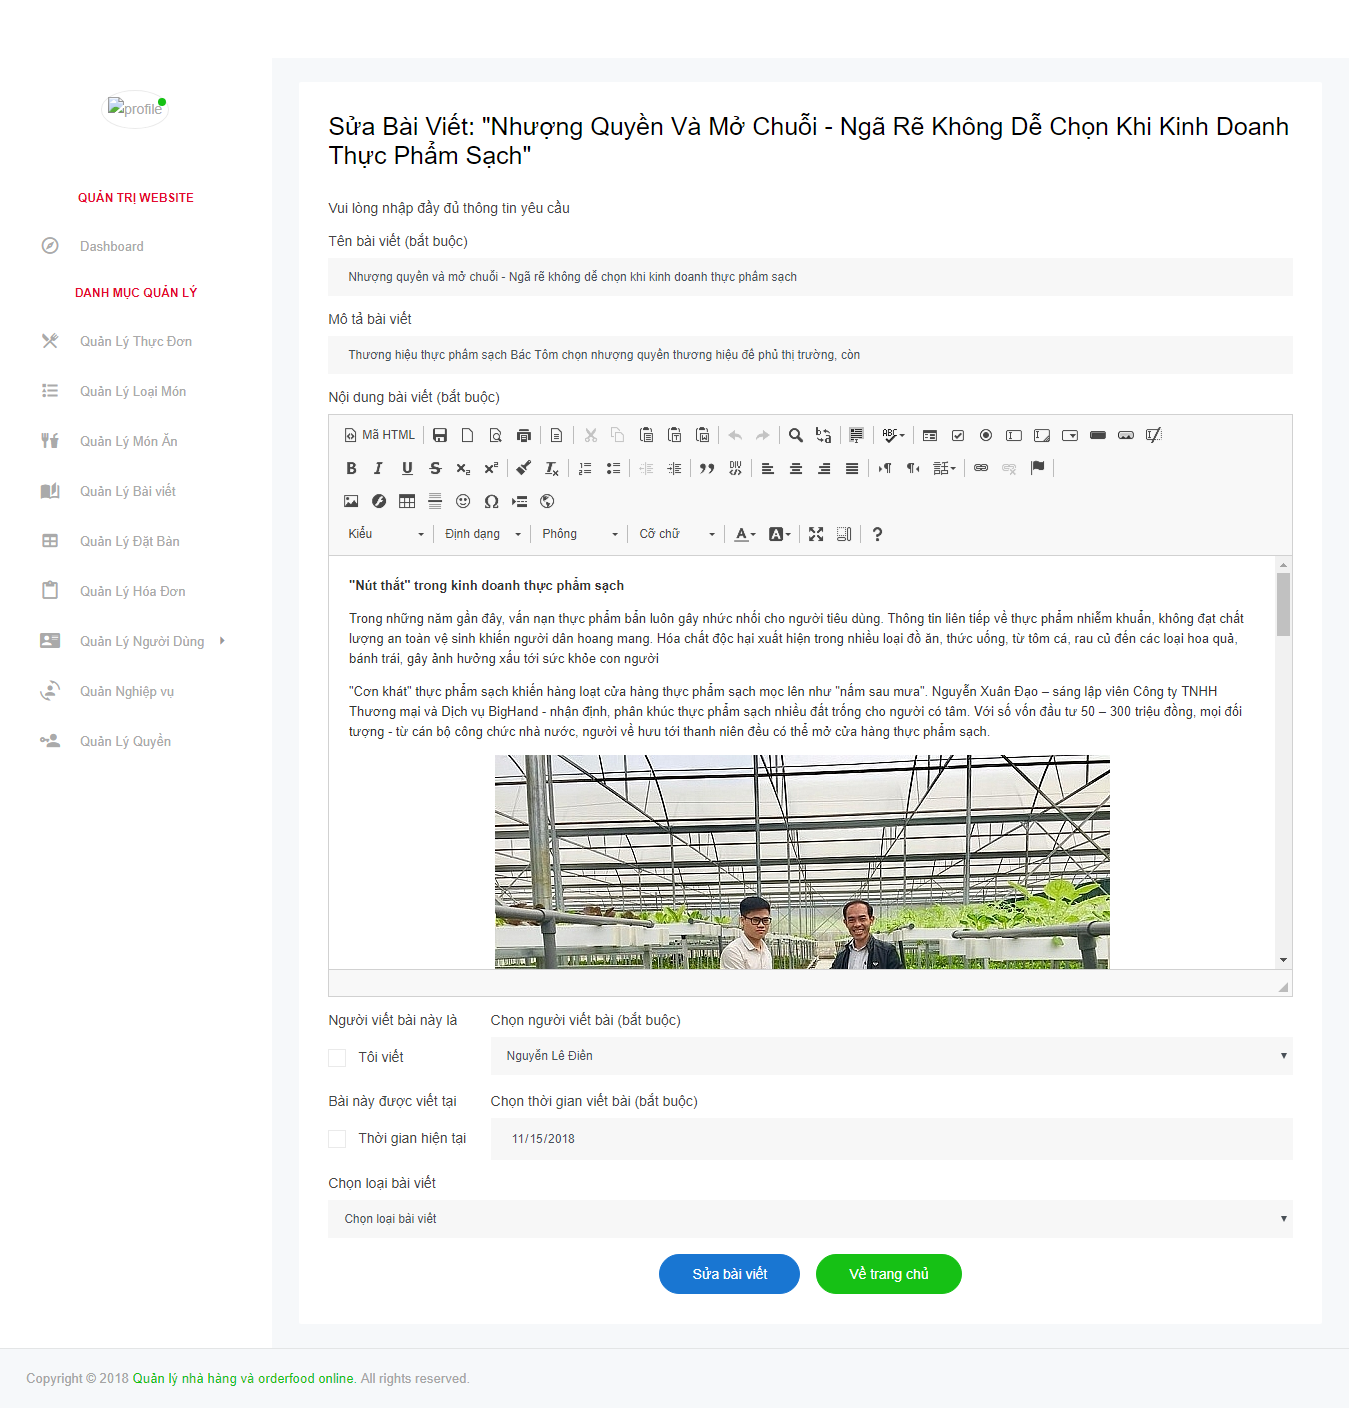 profile
QUẢN TRỊ WEBSITE
Dashboard
DANH MỤC QUẢN LÝ
Quản Lý Thực Đơn
Quản Lý Loại Món
Quản Lý Món Ăn
Quản Lý Bài viết
Quản Lý Đặt Bàn
Quản Lý Hóa Đơn
Quản Lý Người Dùng
Quản Nghiệp vụ
Quản Lý Quyền
Sửa Bài Viết: "Nhượng Quyền Và Mở Chuỗi - Ngã Rẽ Không Dễ Chọn Khi Kinh Doanh
Thực Phẩm Sạch"
Vui lòng nhập đầy đủ thông tin yêu cầu
Tên bài viết (bắt buộc)
Nhượng quyền và mở chuỗi - Ngã rẽ không dễ chọn khi kinh doanh thực phẩm sạch
Mô tả bài viết
Thương hiệu thực phẩm sạch Bác Tôm chọn nhượng quyền thương hiệu để phủ thị trường, còn
Nội dung bài viết (bắt buộc)
Mã HTML
Kiểu Định dạng Phông Cỡ chữ
"Nút thắt" trong kinh doanh thực phẩm sạch
Trong những năm gần đây, vấn nạn thực phẩm bẩn luôn gây nhức nhối cho người tiêu dùng. Thông tin liên tiếp về thực phẩm nhiễm khuẩn, không đạt chất
lượng an toàn vệ sinh khiến người dân hoang mang. Hóa chất độc hại xuất hiện trong nhiều loại đồ ăn, thức uống, từ tôm cá, rau củ đến các loại hoa quả,
bánh trái, gây ảnh hưởng xấu tới sức khỏe con người
"Cơn khát" thực phẩm sạch khiến hàng loạt cửa hàng thực phẩm sạch mọc lên như "nấm sau mưa". Nguyễn Xuân Đạo – sáng lập viên Công ty TNHH
Thương mại và Dịch vụ BigHand - nhận định, phân khúc thực phẩm sạch nhiều đất trống cho người có tâm. Với số vốn đầu tư 50 – 300 triệu đồng, mọi đối
tượng - từ cán bộ công chức nhà nước, người về hưu tới thanh niên đều có thể mở cửa hàng thực phẩm sạch.
Người viết bài này là Chọn người viết bài (bắt buộc)
Tôi viết Nguyễn Lê Điền
Bài này được viết tại Chọn thời gian viết bài (bắt buộc)
Thời gian hiện tại 11/15/2018
Chọn loại bài viết
Chọn loại bài viết
Sửa bài viết Về trang chủ
Copyright © 2018 Quản lý nhà hàng và orderfood online. All rights reserved.